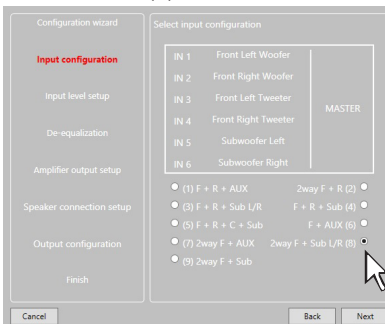 Configuration wizard
Input configuration
Input level setup
De-equalization
Amplifier output setup
Speaker connection setup
Output configuration
Finish
Select input configuration
IN 1 Front Left Woofer
IN 2 Front Right Woofer
IN 3 Front Left Tweeter
IN 4 Front Right Tweeter
IN 5 Subwoofer Left
IN 6 Subwoofer Right
MASTER
(1) F + R + AUX 2way F + R (2)
(3) F + R + Sub L/R F + R + Sub (4)
(5) F + R + C + Sub F + AUX (6)
(7) 2way F + AUX 2way F + Sub L/R (8)
(9) 2way F + Sub
Cancel Back Next